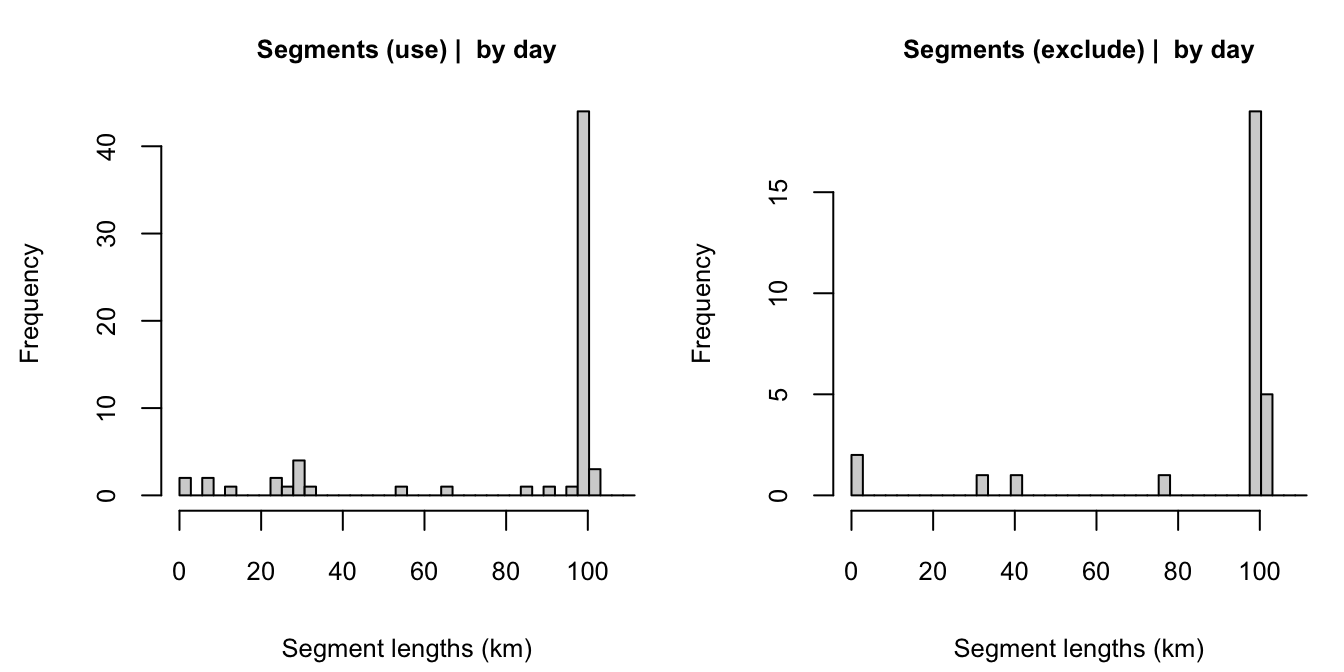 Segments (use) |  by day
Frequency
0 10 20 30 40
0 20 40 60 80 100
Segment lengths (km)
Segments (exclude) |  by day
Frequency
0 5 10 15
0 20 40 60 80 100
Segment lengths (km)